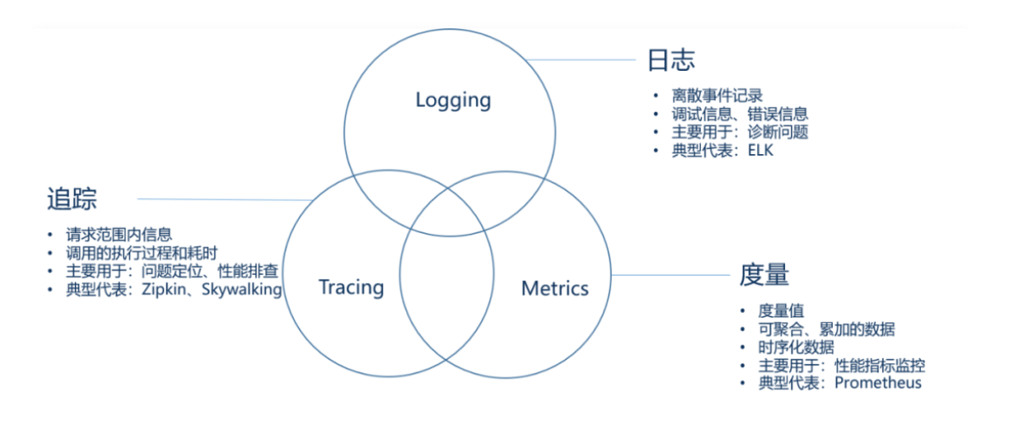 Logging
日志
• 离散事件记录
• 调试信息、错误信息
• 主要用于：诊断问题
• 典型代表：ELK
追踪
• 请求范围内信息
• 调用的执行过程和耗时
• 主要用于：问题定位、性能排查
• 典型代表：Zipkin、Skywalking
Tracing
Metrics
度量
• 度量值
• 可聚合、累加的数据
• 时序化数据
• 主要用于：性能指标监控
• 典型代表：Prometheus